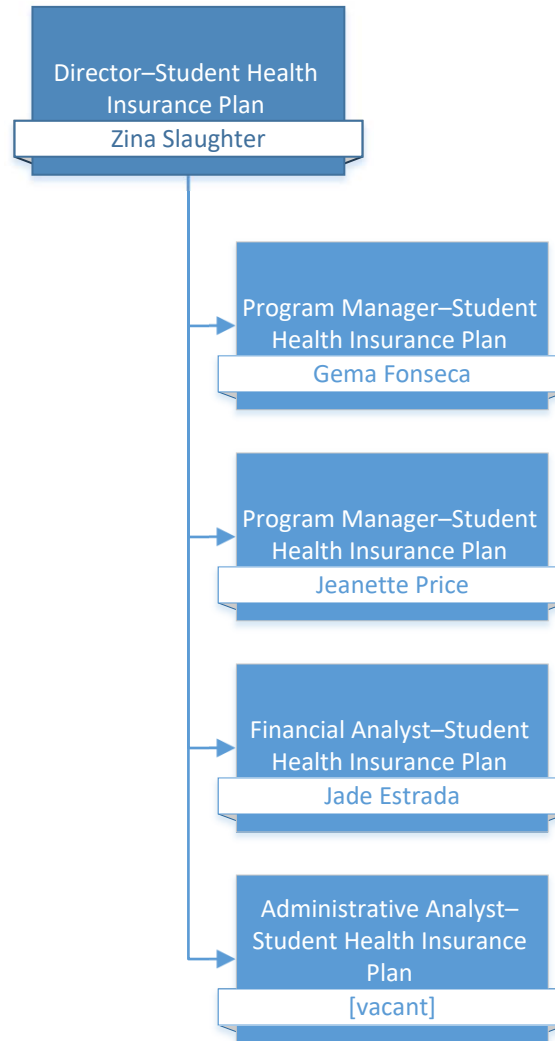 Director–Student Health
Insurance Plan
Zina Slaughter
Program Manager–Student
Health Insurance Plan
Gema Fonseca
Program Manager–Student
Health Insurance Plan
Jeanette Price
Financial Analyst–Student
Health Insurance Plan
Jade Estrada
Administrative Analyst–
Student Health Insurance
Plan
[vacant]